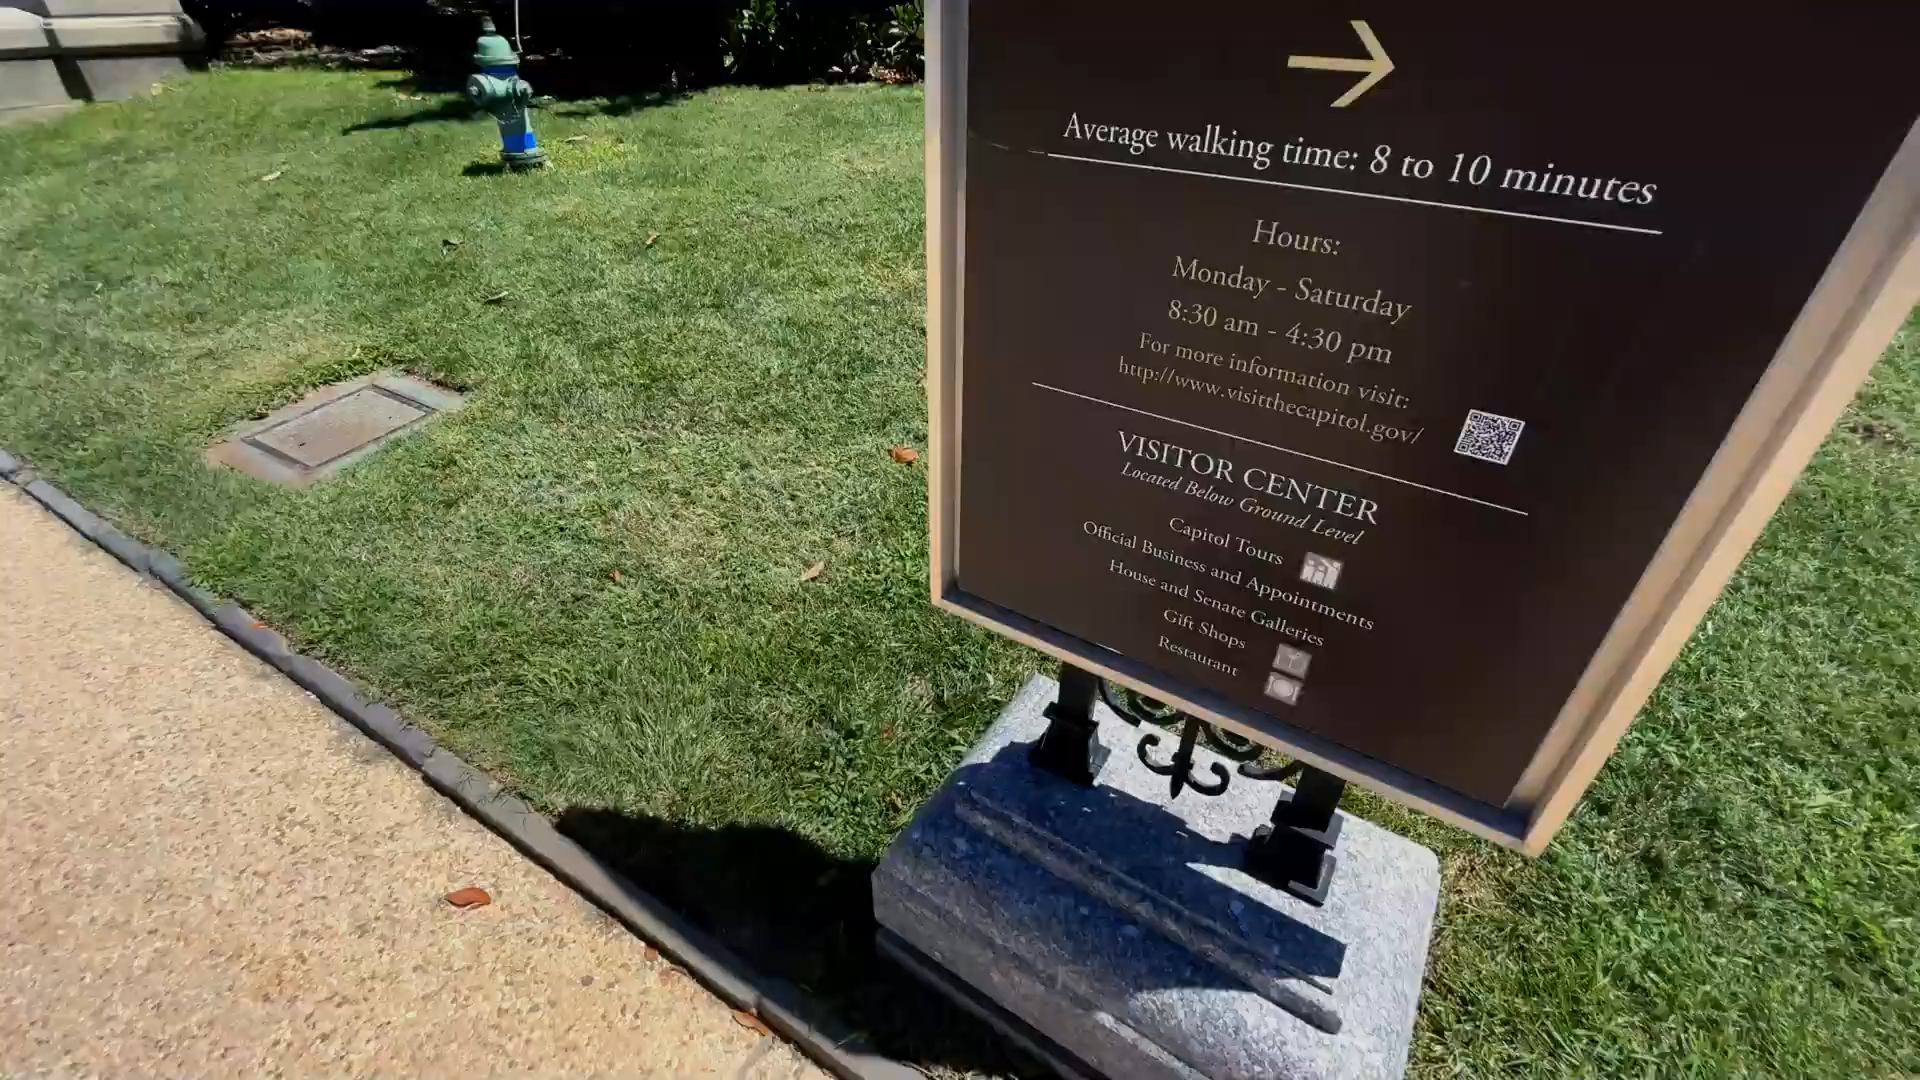 Average walking time: 8 to 10 minutes
Hours:
Monday - Saturday
8:30 am - 4:30 pm
For more information visit:
http://www.visitthecapitol.gov/
VISITOR CENTER
Located Below Ground Level
Capitol Tours
Official Business and Appointments
House and Senate Galleries
Gift Shops
Restaurant